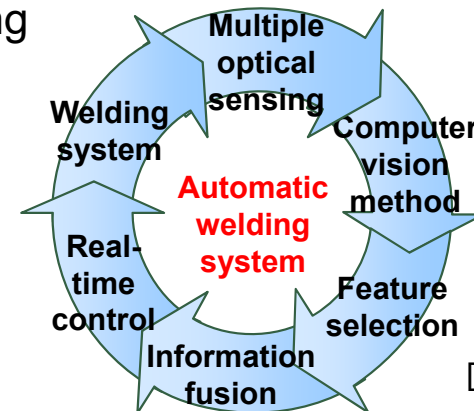 Multiple
optical
sensing
Computer
vision
method
Feature
selection
Information
fusion
Real-
time
control
Welding
system
Automatic
welding
system